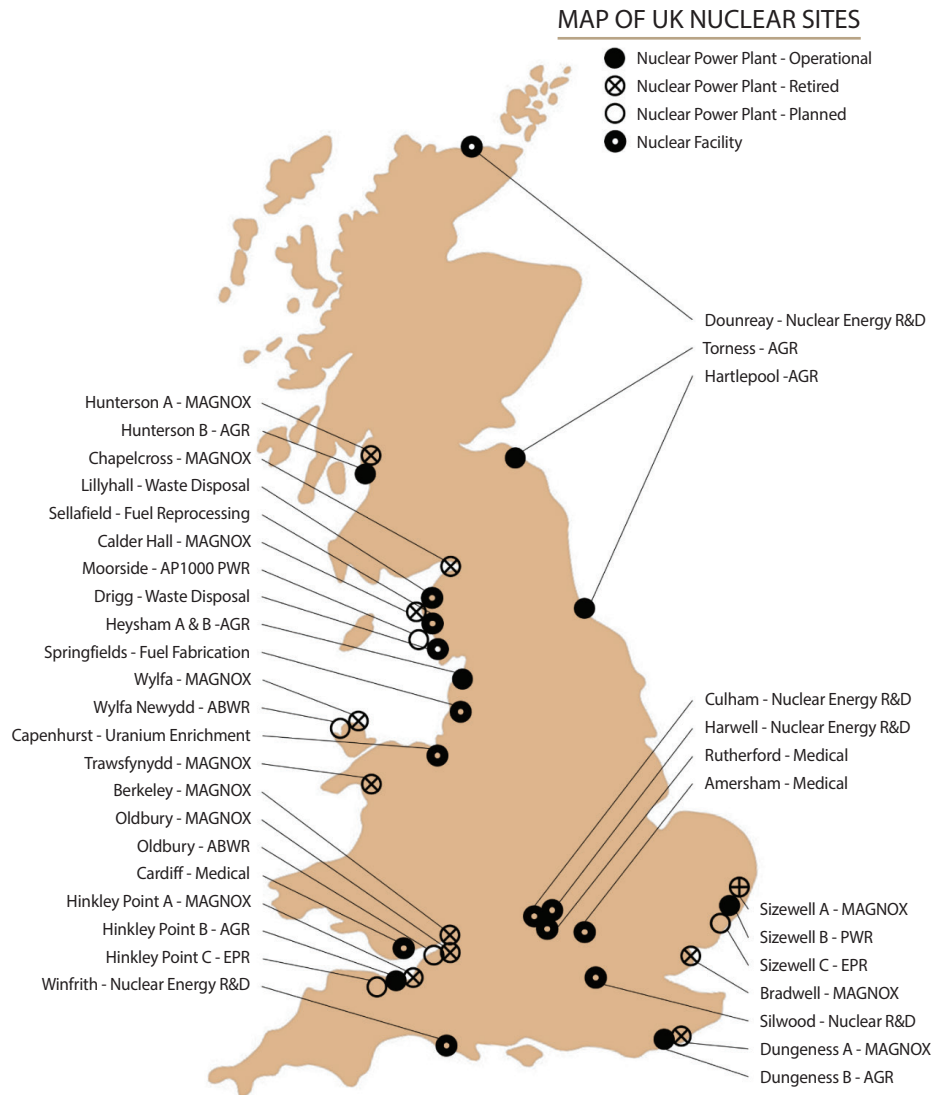 MAP OF UK NUCLEAR SITES
Nuclear Power Plant - Operational
Nuclear Power Plant - Retired
Nuclear Power Plant - Planned
Nuclear Facility
Dounreay - Nuclear Energy R&D
Torness - AGR
Hartlepool -AGR
Hunterson A - MAGNOX
Hunterson B - AGR
Chapelcross - MAGNOX
Lillyhall - Waste Disposal
Sellafield - Fuel Reprocessing
Calder Hall - MAGNOX
Moorside - AP1000 PWR
Drigg - Waste Disposal
Heysham A & B -AGR
Springfields - Fuel Fabrication
Wylfa - MAGNOX
Wylfa Newydd - ABWR
Capenhurst - Uranium Enrichment
Trawsfynydd - MAGNOX
Berkeley - MAGNOX
Oldbury - MAGNOX
Oldbury - ABWR
Cardiff - Medical
Hinkley Point A - MAGNOX
Hinkley Point B - AGR
Hinkley Point C - EPR
Winfrith - Nuclear Energy R&D
Culham - Nuclear Energy R&D
Harwell - Nuclear Energy R&D
Rutherford - Medical
Amersham - Medical
Sizewell A - MAGNOX
Sizewell B - PWR
Sizewell C - EPR
Bradwell - MAGNOX
Silwood - Nuclear R&D
Dungeness A - MAGNOX
Dungeness B - AGR